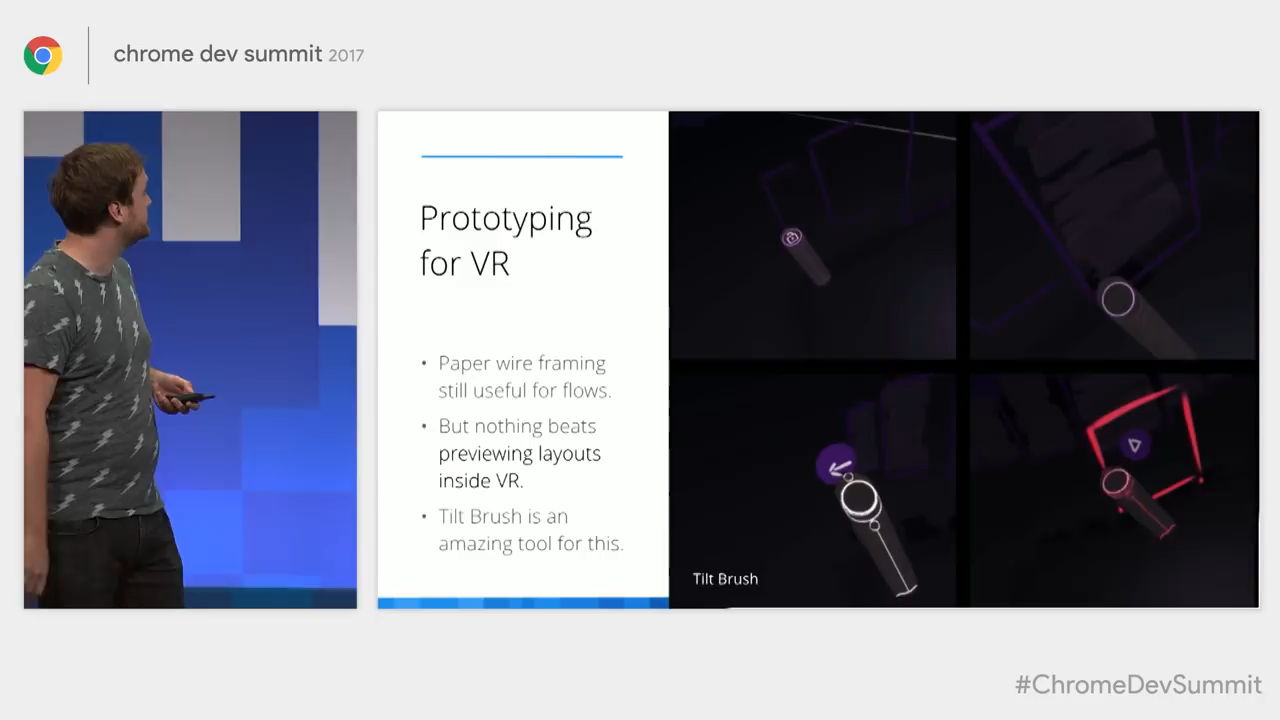 chrome dev summit 2017
Prototyping
for VR
• Paper wire framing
still useful for flows.
• But nothing beats
previewing layouts
inside VR.
• Tilt Brush is an
amazing tool for this.
Tilt Brush
#ChromeDevSummit